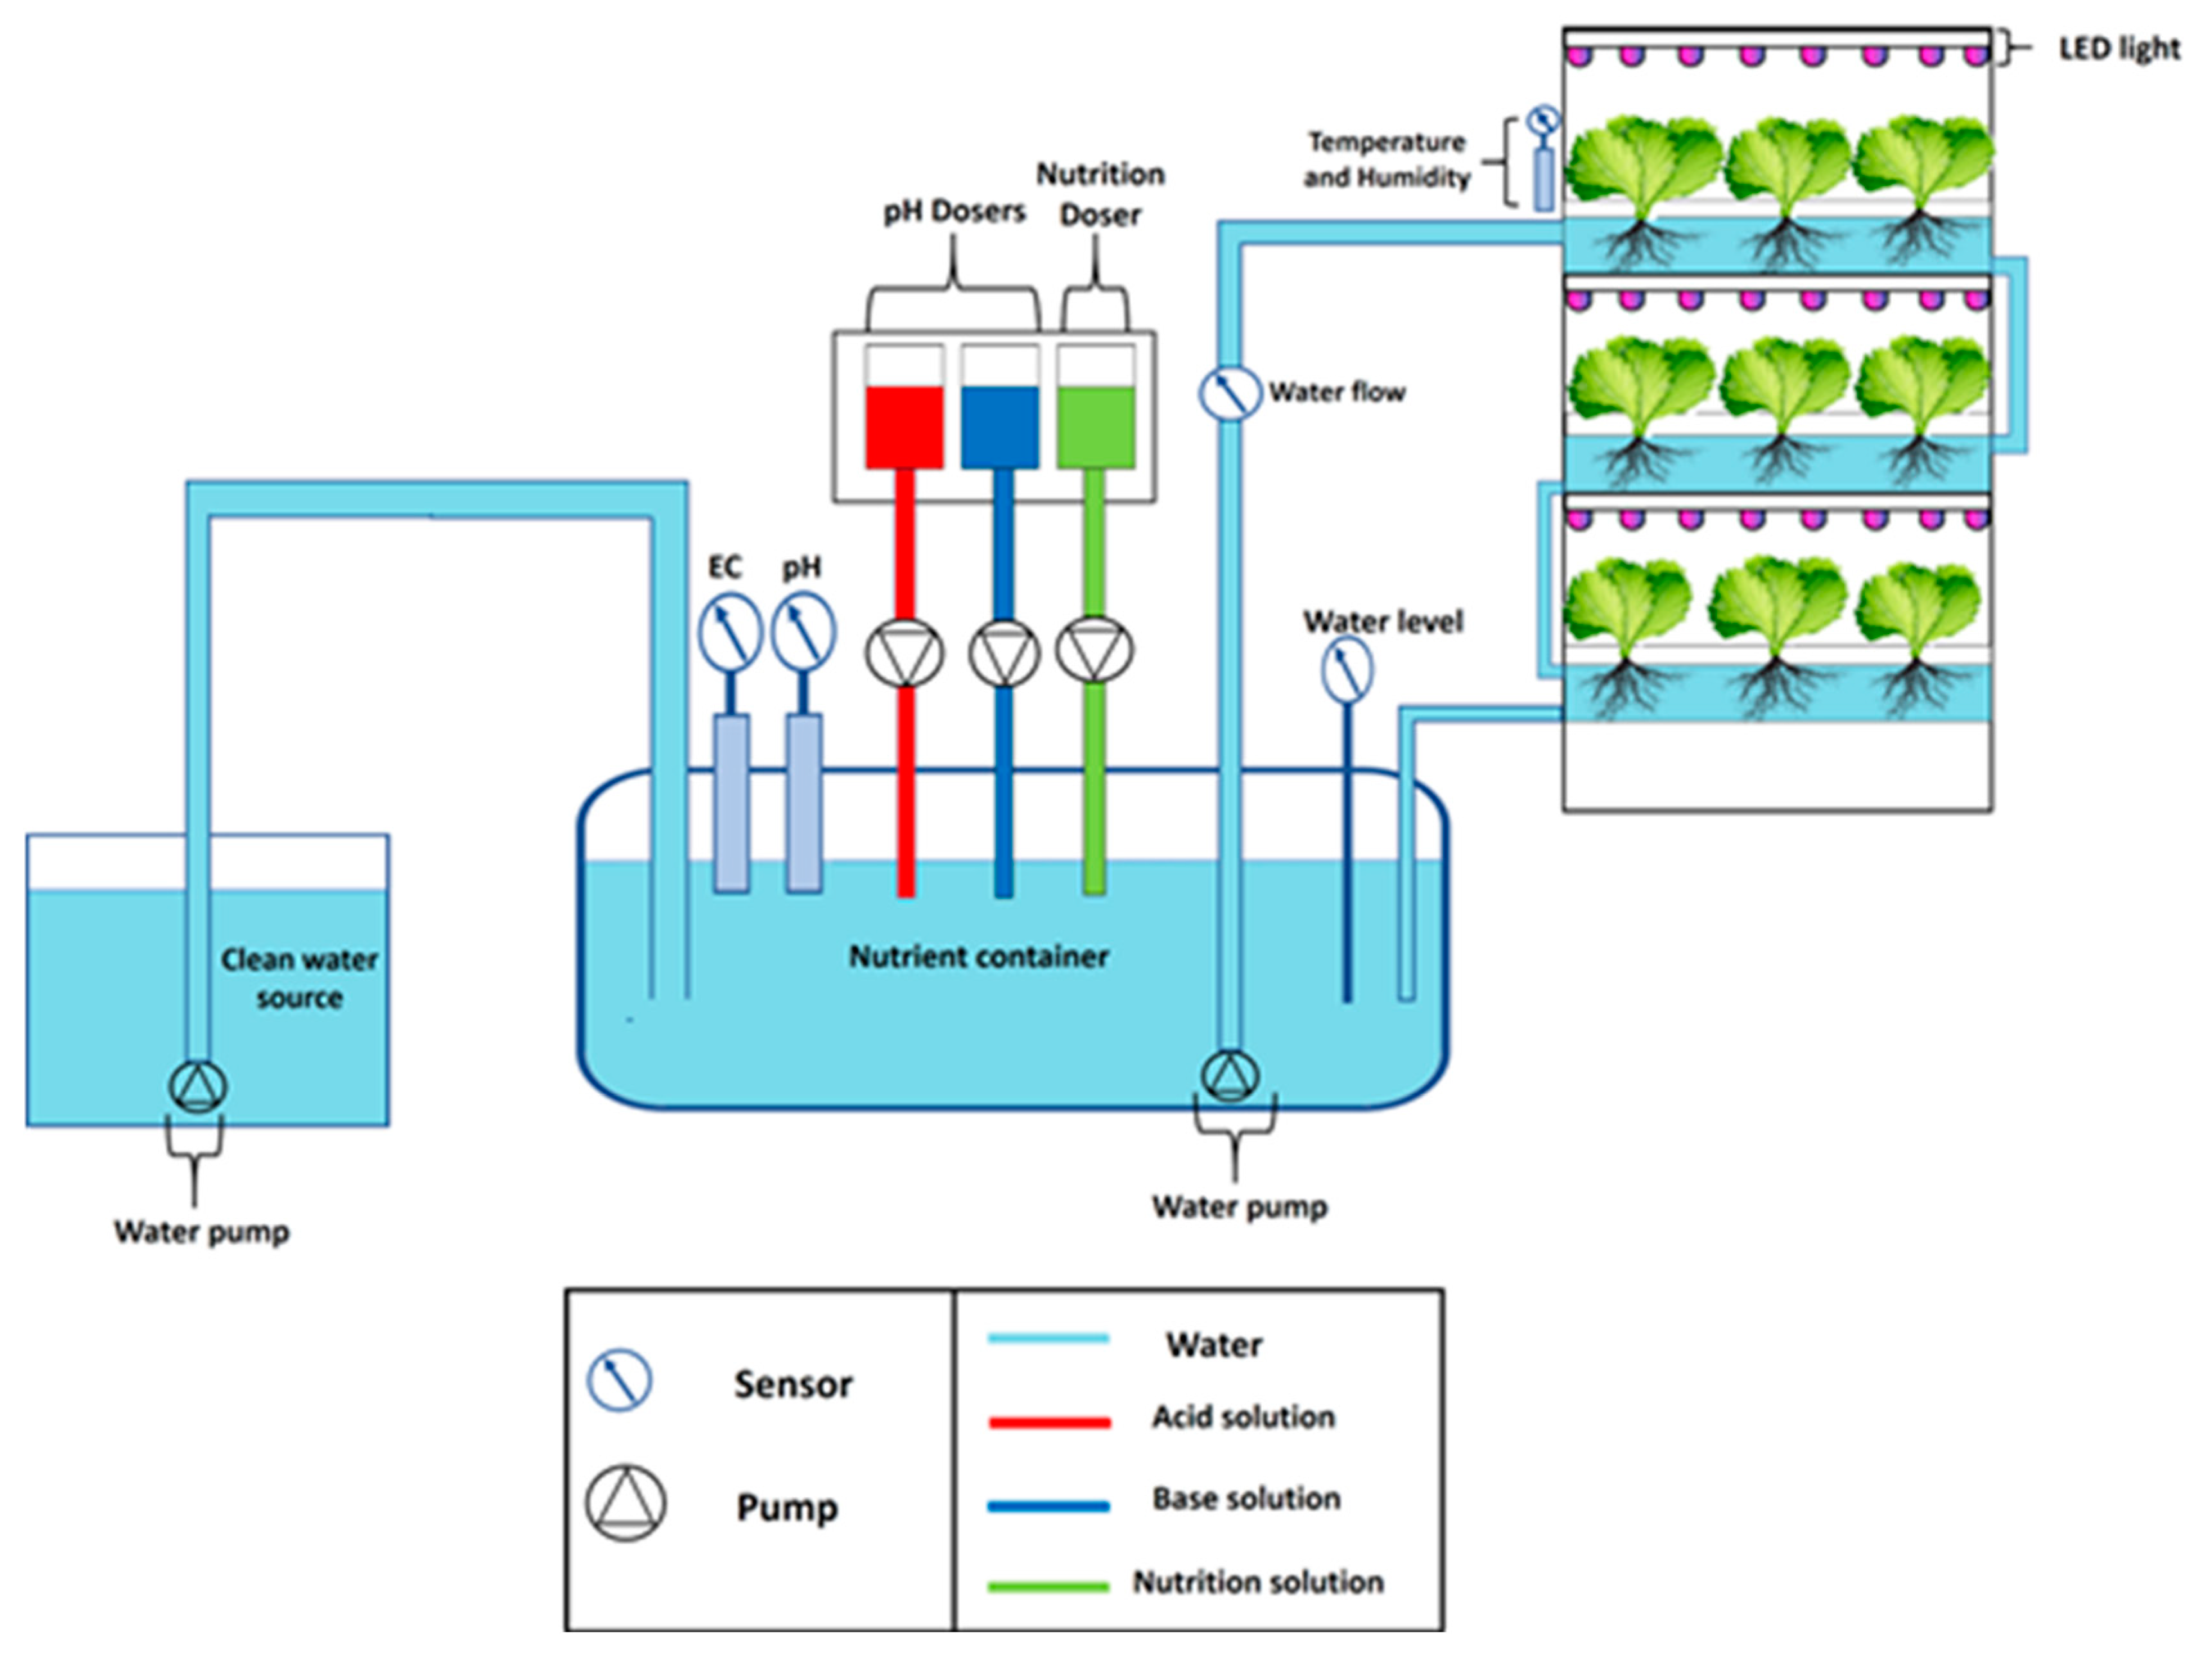 LED light
Temperature
and Humidity
Nutrition
Doser
pH Dosers
Water flow
EC
pH
Water level
Clean water
source
Nutrient container
Water pump
Water pump
Sensor
Pump
Water
Acid solution
Base solution
Nutrition solution